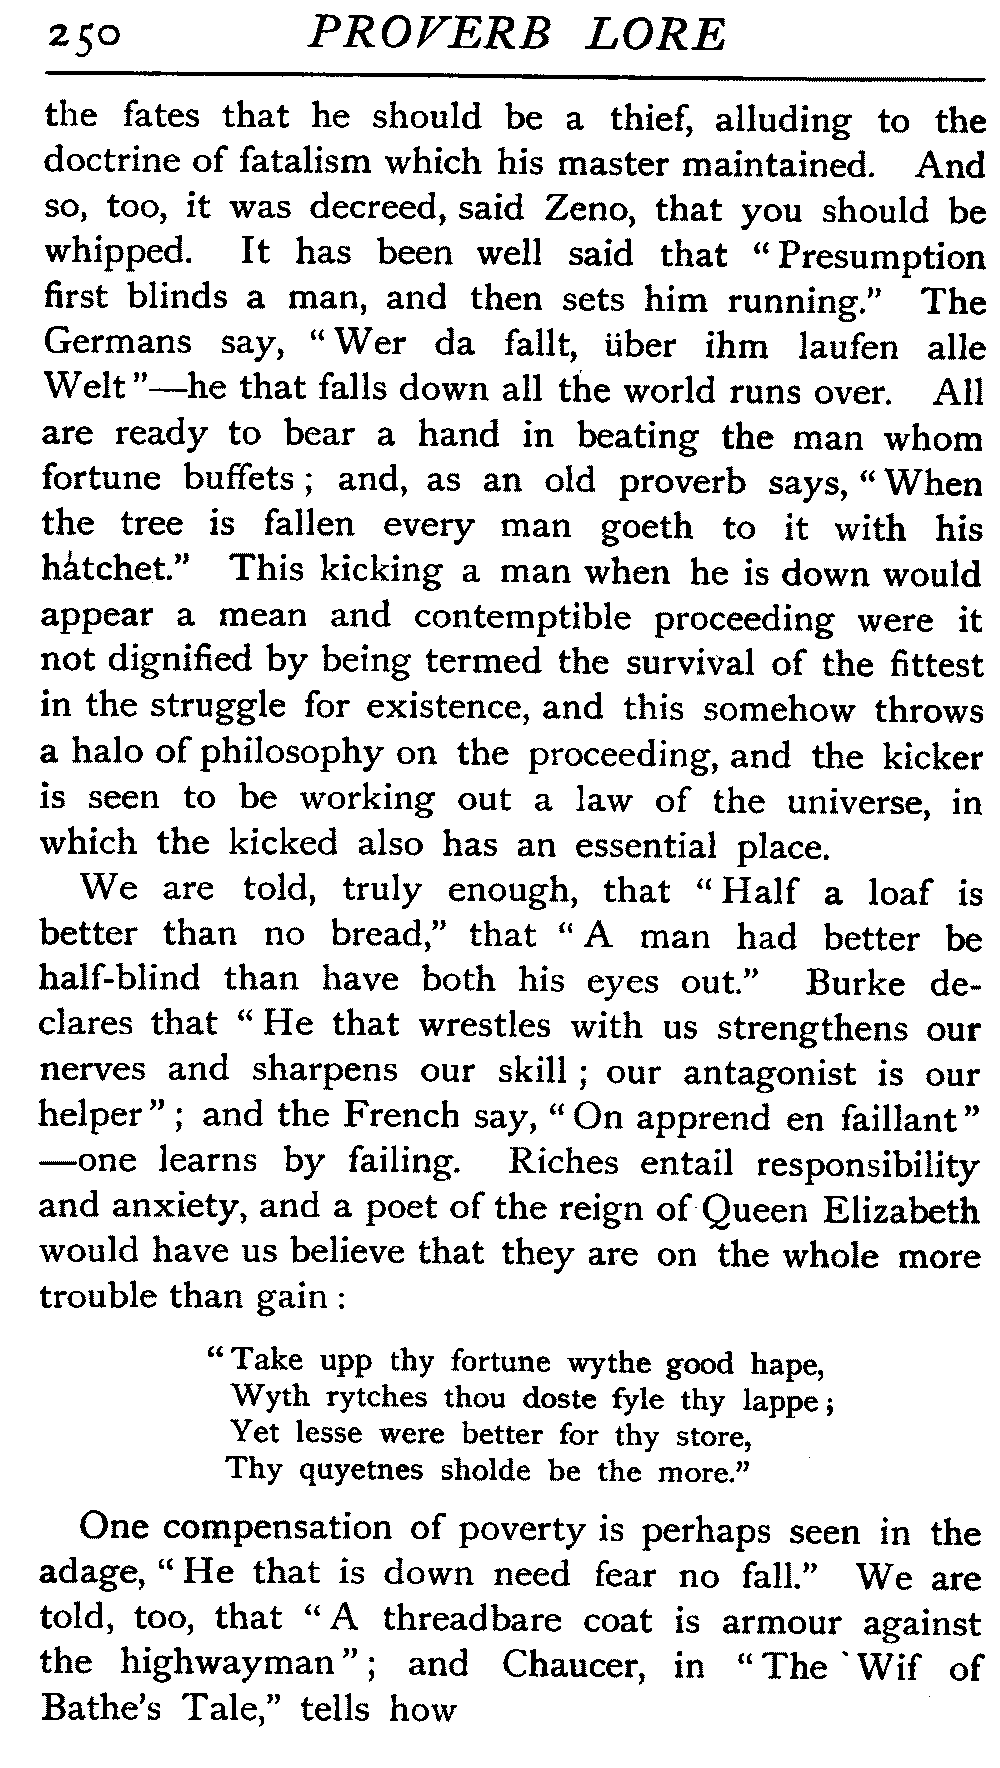 250 PROVERB LORE
the fates that he should be a thief, alluding to the
doctrine of fatalism which his master maintained. And
so, too, it was decreed, said Zeno, that you should be
whipped. It has been well said that “Presumption
first blinds a man, and then sets him running.” The
Germans say, “Wer da fallt, über ihm laufen alle
Welt”—he that falls down all the world runs over. All
are ready to bear a hand in beating the man whom
fortune buffets; and, as an old proverb says, “When
the tree is fallen every man goeth to it with his
hatchet.” This kicking a man when he is down would
appear a mean and contemptible proceeding were it
not dignified by being termed the survival of the fittest
in the struggle for existence, and this somehow throws
a halo of philosophy on the proceeding, and the kicker
is seen to be working out a law of the universe, in
which the kicked also has an essential place.
We are told, truly enough, that “Half a loaf is
better than no bread,” that “A man had better be
half-blind than have both his eyes out.” Burke de-
clares that “He that wrestles with us strengthens our
nerves and sharpens our skill; our antagonist is our
helper”; and the French say, “On apprend en faillant”
—one learns by failing. Riches entail responsibility
and anxiety, and a poet of the reign of Queen Elizabeth
would have us believe that they are on the whole more
trouble than gain:
“Take upp thy fortune wythe good hape,
Wyth rytches thou doste fyle thy lappe;
Yet lesse were better for thy store,
Thy quyetnes sholde be the more.”
One compensation of poverty is perhaps seen in the
adage, “He that is down need fear no fall.” We are
told, too, that “A threadbare coat is armour against
the highwayman”; and Chaucer, in “The Wif of
Bathe's Tale,” tells how